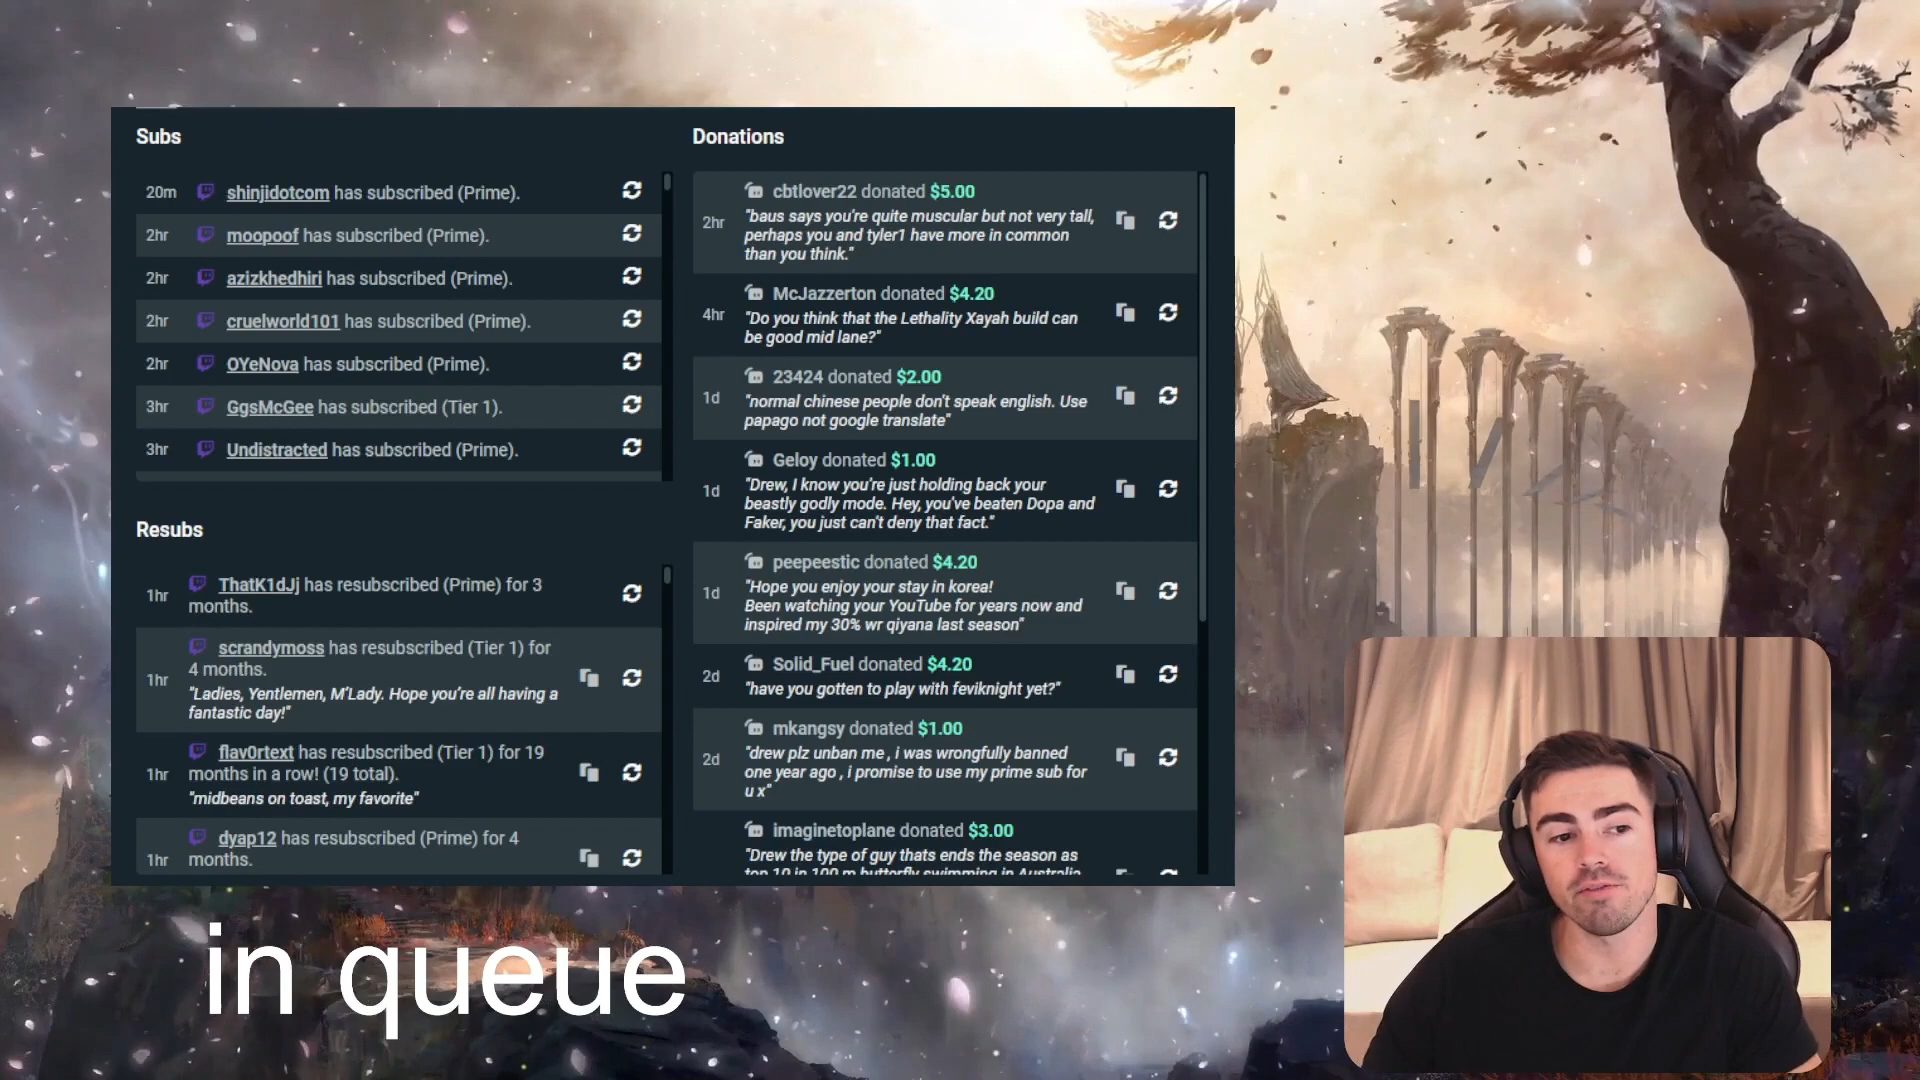 Subs
20m shinjidotcom has subscribed (Prime).
2hr moopoof has subscribed (Prime).
2hr azizkhedhiri has subscribed (Prime).
2hr cruelworld101 has subscribed (Prime).
2hr OYeNova has subscribed (Prime).
3hr GgsMcGee has subscribed (Tier 1).
3hr Undistracted has subscribed (Prime).
Resubs
1hr ThatK1dJj has resubscribed (Prime) for 3
months.
1hr scrandymoss has resubscribed (Tier 1) for
4 months.
"Ladies, Yentlemen, M'Lady. Hope you're all having a
fantastic day!"
1hr flav0rtext has resubscribed (Tier 1) for 19
months in a row! (19 total).
"midbeans on toast, my favorite"
1hr dyap12 has resubscribed (Prime) for 4
months.
Donations
cbtlover22 donated $5.00
2hr "baus says you're quite muscular but not very tall,
perhaps you and tyler1 have more in common
than you think."
McJazzerton donated $4.20
4hr "Do you think that the Lethality Xayah build can
be good mid lane?"
23424 donated $2.00
1d "normal chinese people don't speak english. Use
papago not google translate"
Geloy donated $1.00
1d "Drew, I know you're just holding back your
beastly godly mode. Hey, you've beaten Dopa and
Faker, you just can't deny that fact."
peepeestic donated $4.20
1d "Hope you enjoy your stay in korea!
Been watching your YouTube for years now and
inspired my 30% wr qiyana last season"
Solid_Fuel donated $4.20
2d "have you gotten to play with feviknight yet?"
mkangsy donated $1.00
2d "drew plz unban me , i was wrongfully banned
one year ago , i promise to use my prime sub for
u x"
imaginetoplane donated $3.00
"Drew the type of guy thats ends the season as
top 10 in 100 m butterfly swimming in Australia
in queue